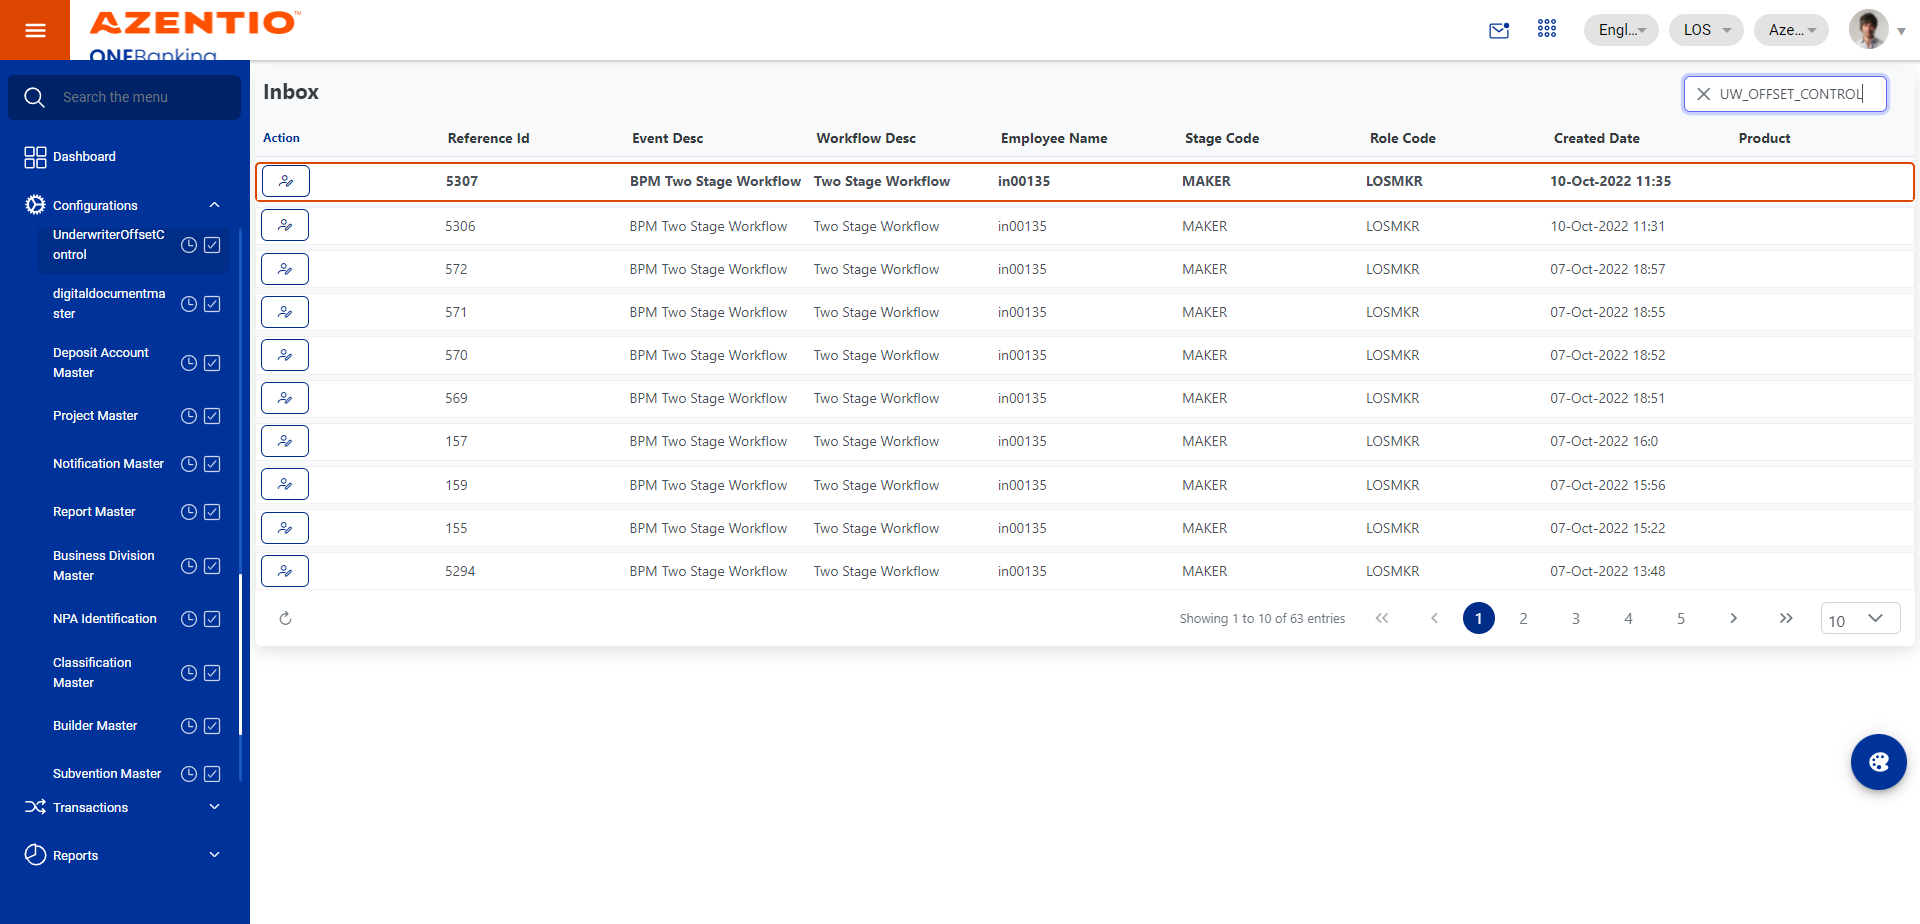 AZENTIO™
ONEBanking
Engl...
LOS
Aze...
Search the menu
Dashboard
Configurations
UnderwriterOffsetC
ontrol
digitaldocumentma
ster
Deposit Account
Master
Project Master
Notification Master
Report Master
Business Division
Master
NPA Identification
Classification
Master
Builder Master
Subvention Master
Transactions
Reports
Inbox
UW_OFFSET_CONTROL
Action Reference Id Event Desc Workflow Desc Employee Name Stage Code Role Code Created Date Product
5307 BPM Two Stage Workflow Two Stage Workflow in00135 MAKER LOSMKR 10-Oct-2022 11:35
5306 BPM Two Stage Workflow Two Stage Workflow in00135 MAKER LOSMKR 10-Oct-2022 11:31
572 BPM Two Stage Workflow Two Stage Workflow in00135 MAKER LOSMKR 07-Oct-2022 18:57
571 BPM Two Stage Workflow Two Stage Workflow in00135 MAKER LOSMKR 07-Oct-2022 18:55
570 BPM Two Stage Workflow Two Stage Workflow in00135 MAKER LOSMKR 07-Oct-2022 18:52
569 BPM Two Stage Workflow Two Stage Workflow in00135 MAKER LOSMKR 07-Oct-2022 18:51
157 BPM Two Stage Workflow Two Stage Workflow in00135 MAKER LOSMKR 07-Oct-2022 16:0
159 BPM Two Stage Workflow Two Stage Workflow in00135 MAKER LOSMKR 07-Oct-2022 15:56
155 BPM Two Stage Workflow Two Stage Workflow in00135 MAKER LOSMKR 07-Oct-2022 15:22
5294 BPM Two Stage Workflow Two Stage Workflow in00135 MAKER LOSMKR 07-Oct-2022 13:48
Showing 1 to 10 of 63 entries 1 2 3 4 5 10